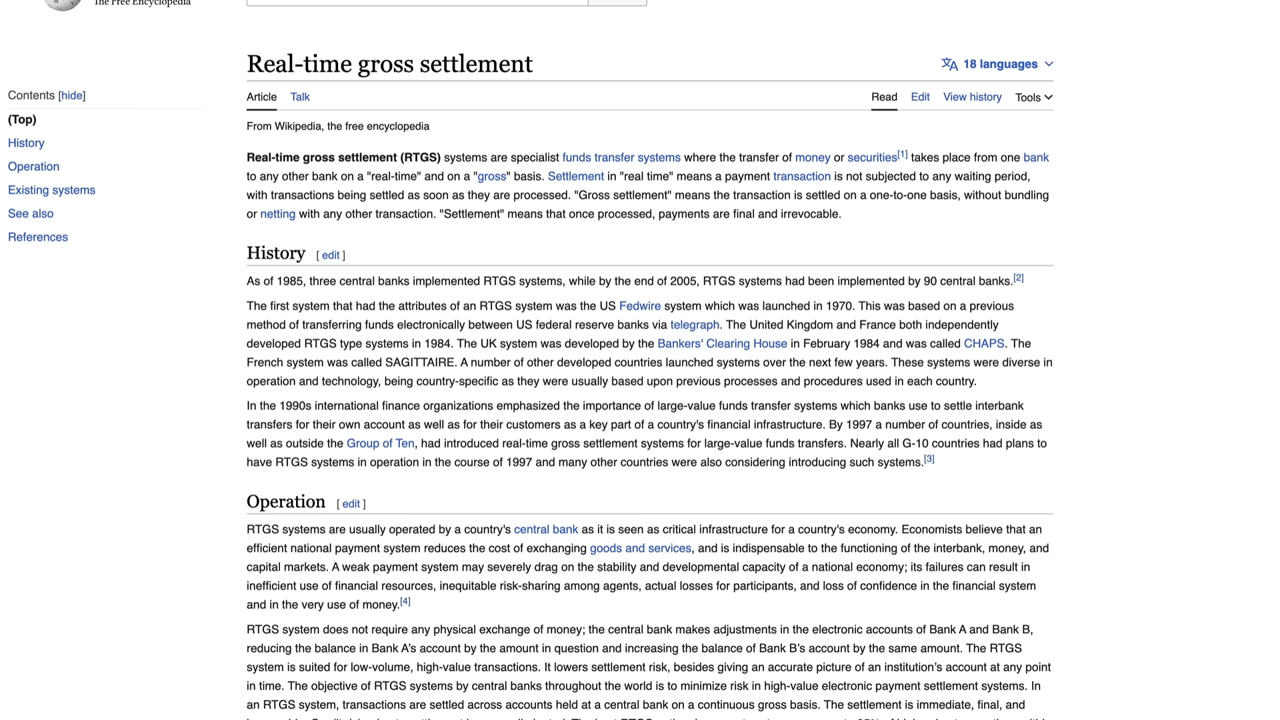 The Free Encyclopedia
Real-time gross settlement
18 languages
Contents [hide]
(Top)
History
Operation
Existing systems
See also
References
Article Talk
Read Edit View history Tools
From Wikipedia, the free encyclopedia
Real-time gross settlement (RTGS) systems are specialist funds transfer systems where the transfer of money or securities[1] takes place from one bank
to any other bank on a "real-time" and on a "gross" basis. Settlement in "real time" means a payment transaction is not subjected to any waiting period,
with transactions being settled as soon as they are processed. "Gross settlement" means the transaction is settled on a one-to-one basis, without bundling
or netting with any other transaction. "Settlement" means that once processed, payments are final and irrevocable.
History [ edit ]
As of 1985, three central banks implemented RTGS systems, while by the end of 2005, RTGS systems had been implemented by 90 central banks.[2]
The first system that had the attributes of an RTGS system was the US Fedwire system which was launched in 1970. This was based on a previous
method of transferring funds electronically between US federal reserve banks via telegraph. The United Kingdom and France both independently
developed RTGS type systems in 1984. The UK system was developed by the Bankers' Clearing House in February 1984 and was called CHAPS. The
French system was called SAGITTAIRE. A number of other developed countries launched systems over the next few years. These systems were diverse in
operation and technology, being country-specific as they were usually based upon previous processes and procedures used in each country.
In the 1990s international finance organizations emphasized the importance of large-value funds transfer systems which banks use to settle interbank
transfers for their own account as well as for their customers as a key part of a country's financial infrastructure. By 1997 a number of countries, inside as
well as outside the Group of Ten, had introduced real-time gross settlement systems for large-value funds transfers. Nearly all G-10 countries had plans to
have RTGS systems in operation in the course of 1997 and many other countries were also considering introducing such systems.[3]
Operation [ edit ]
RTGS systems are usually operated by a country's central bank as it is seen as critical infrastructure for a country's economy. Economists believe that an
efficient national payment system reduces the cost of exchanging goods and services, and is indispensable to the functioning of the interbank, money, and
capital markets. A weak payment system may severely drag on the stability and developmental capacity of a national economy; its failures can result in
inefficient use of financial resources, inequitable risk-sharing among agents, actual losses for participants, and loss of confidence in the financial system
and in the very use of money.[4]
RTGS system does not require any physical exchange of money; the central bank makes adjustments in the electronic accounts of Bank A and Bank B,
reducing the balance in Bank A's account by the amount in question and increasing the balance of Bank B's account by the same amount. The RTGS
system is suited for low-volume, high-value transactions. It lowers settlement risk, besides giving an accurate picture of an institution's account at any point
in time. The objective of RTGS systems by central banks throughout the world is to minimize risk in high-value electronic payment settlement systems. In
an RTGS system, transactions are settled across accounts held at a central bank on a continuous gross basis. The settlement is immediate, final, and